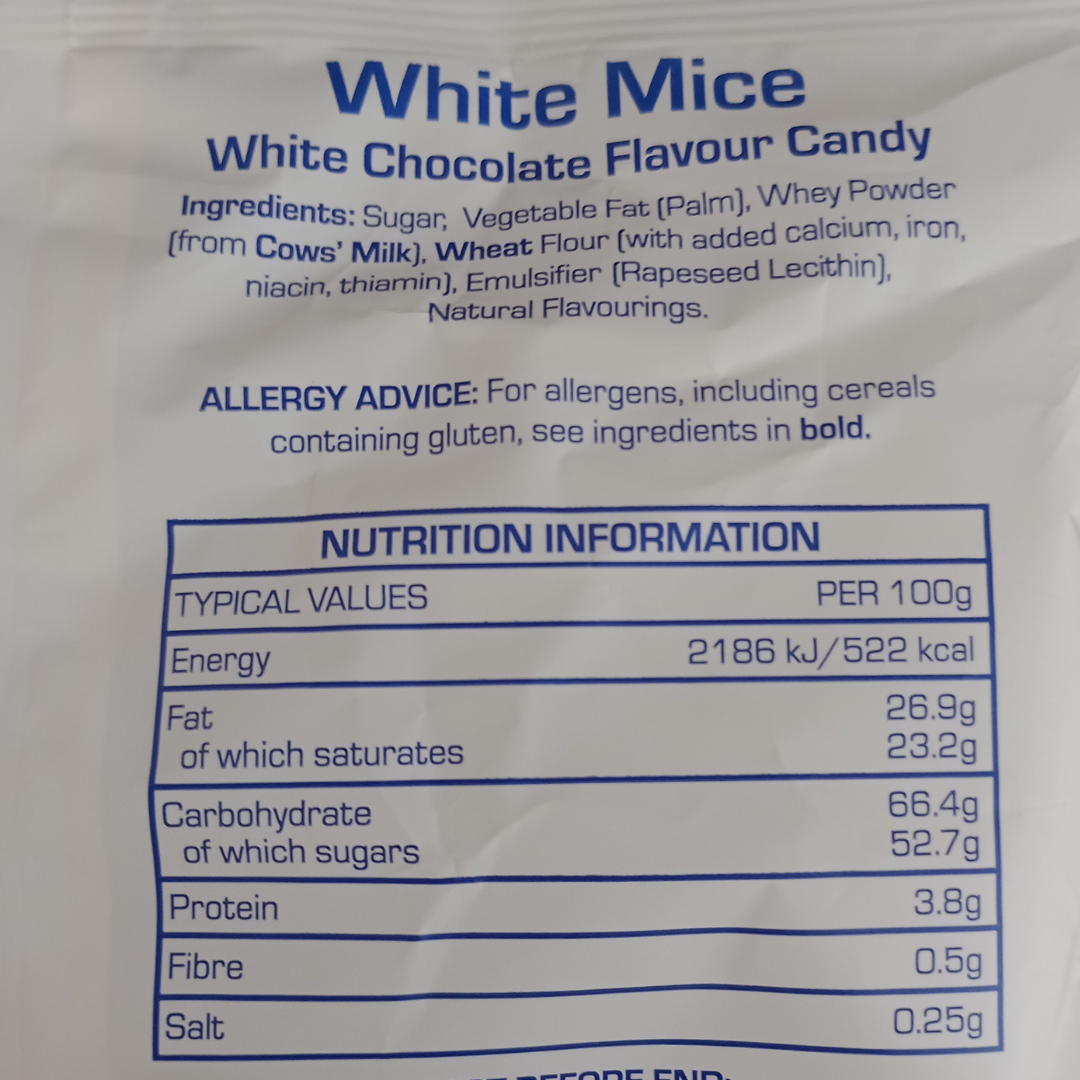 White Mice
White Chocolate Flavour Candy
Ingredients: Sugar, Vegetable Fat (Palm), Whey Powder
(from Cows' Milk), Wheat Flour (with added calcium, iron,
niacin, thiamin), Emulsifier (Rapeseed Lecithin),
Natural Flavourings.
ALLERGY ADVICE: For allergens, including cereals
containing gluten, see ingredients in bold.
NUTRITION INFORMATION
TYPICAL VALUES PER 100g
Energy 2186 kJ/522 kcal
Fat 26.9g
of which saturates 23.2g
Carbohydrate 66.4g
of which sugars 52.7g
Protein 3.8g
Fibre 0.5g
Salt 0.25g
BEFORE END: